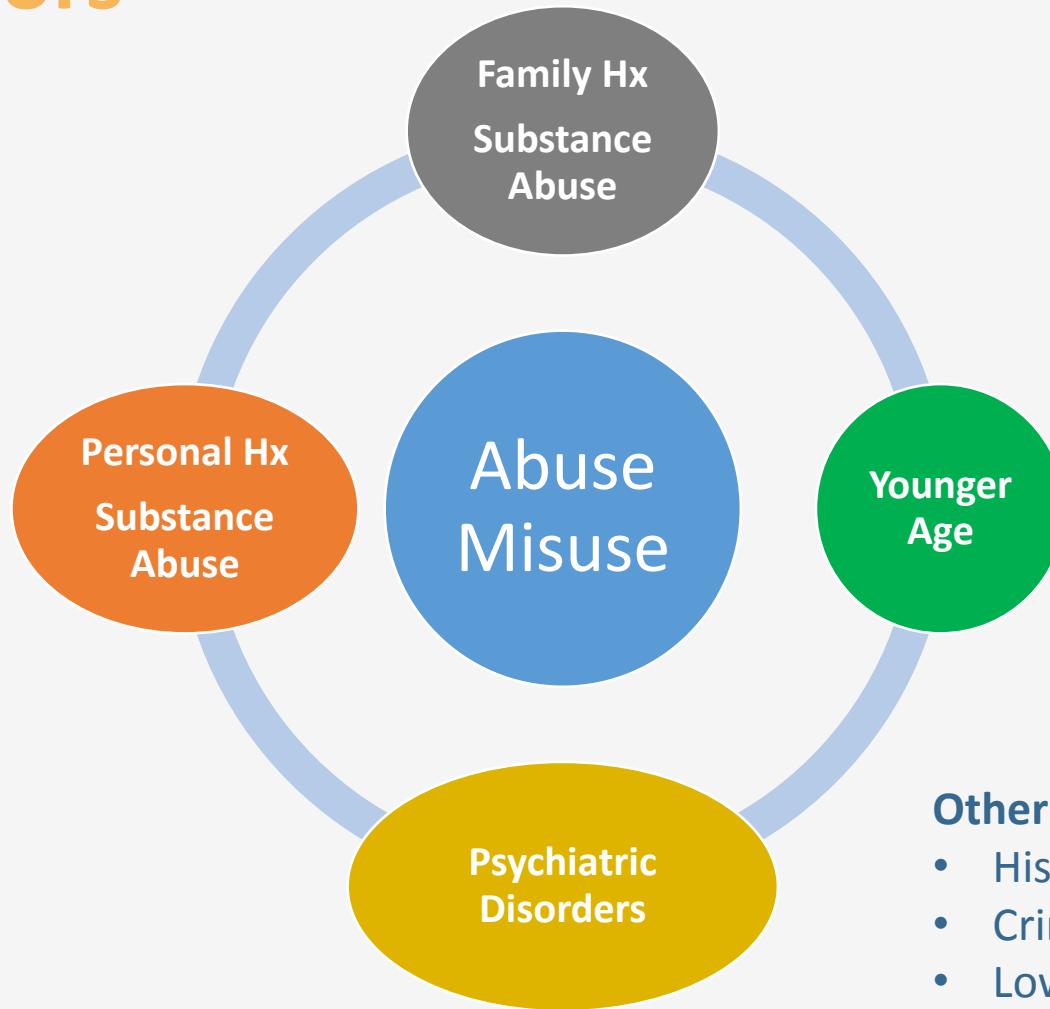 Family Hx
Substance
Abuse
Personal Hx
Substance
Abuse
Abuse
Misuse
Younger
Age
Psychiatric
Disorders
Other
•
•
•